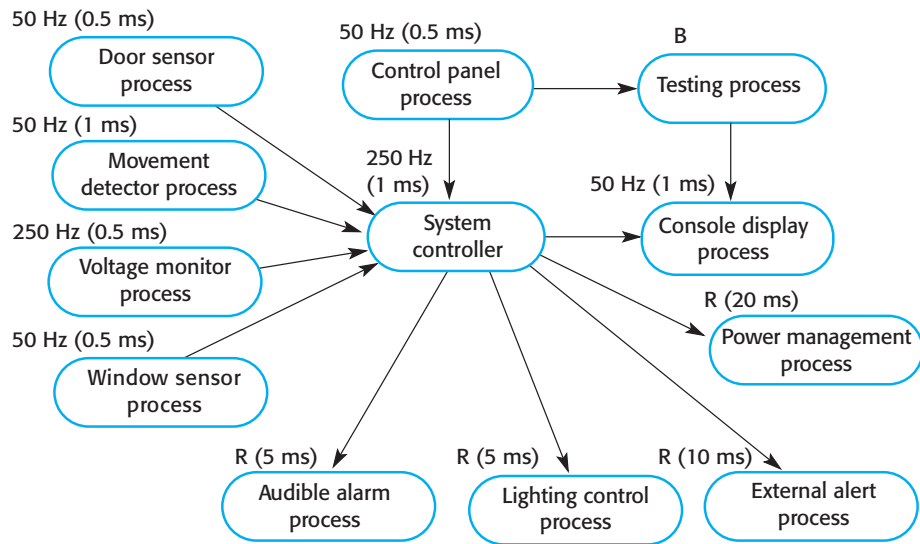 50 Hz (0.5 ms)
Door sensor
process
50 Hz (0.5 ms)
Control panel
process
B
Testing process
50 Hz (1 ms)
Movement
detector process
250 Hz
(1 ms)
System
controller
50 Hz (1 ms)
Console display
process
250 Hz (0.5 ms)
Voltage monitor
process
50 Hz (0.5 ms)
Window sensor
process
R (20 ms)
Power management
process
R (5 ms)
Audible alarm
process
R (5 ms)
Lighting control
process
R (10 ms)
External alert
process